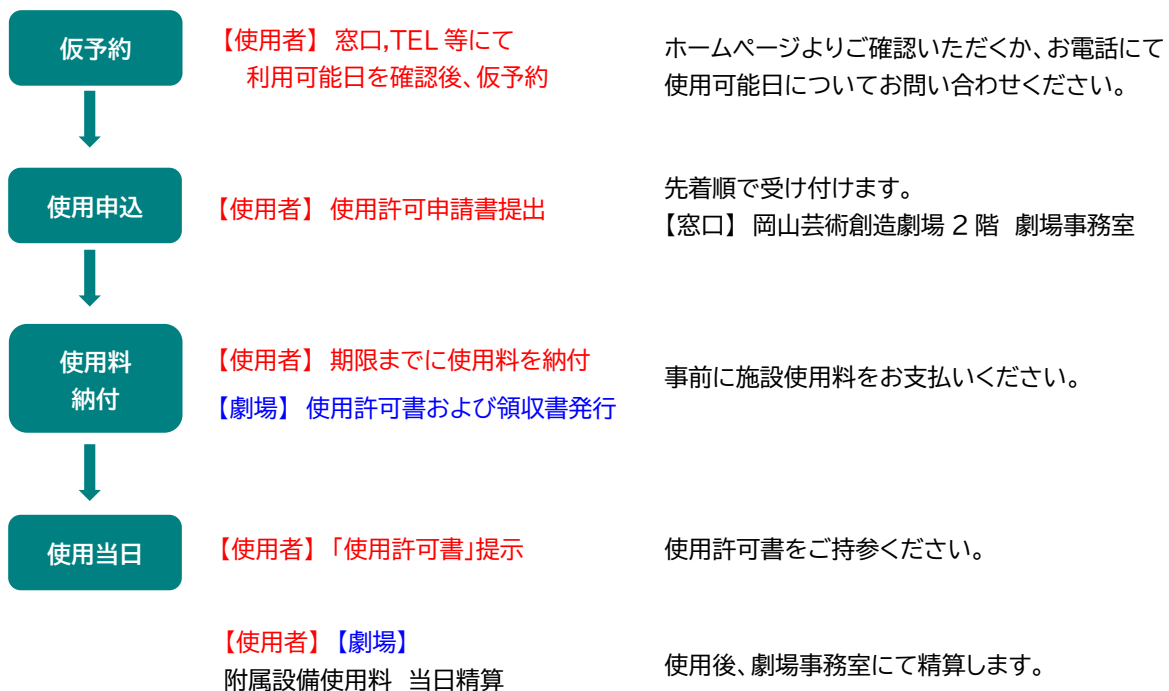 仮予約
【使用者】 窓口,TEL 等にて
利用可能日を確認後、仮予約
ホームページよりご確認いただくか、お電話にて
使用可能日についてお問い合わせください。
使用申込
【使用者】 使用許可申請書提出
先着順で受け付けます。
【窓口】 岡山芸術創造劇場 2 階 劇場事務室
使用料
納付
【使用者】 期限までに使用料を納付
【劇場】 使用許可書および領収書発行
事前に施設使用料をお支払いください。
使用当日
【使用者】「使用許可書」提示
使用許可書をご持参ください。
【使用者】【劇場】
附属設備使用料 当日精算
使用後、劇場事務室にて精算します。